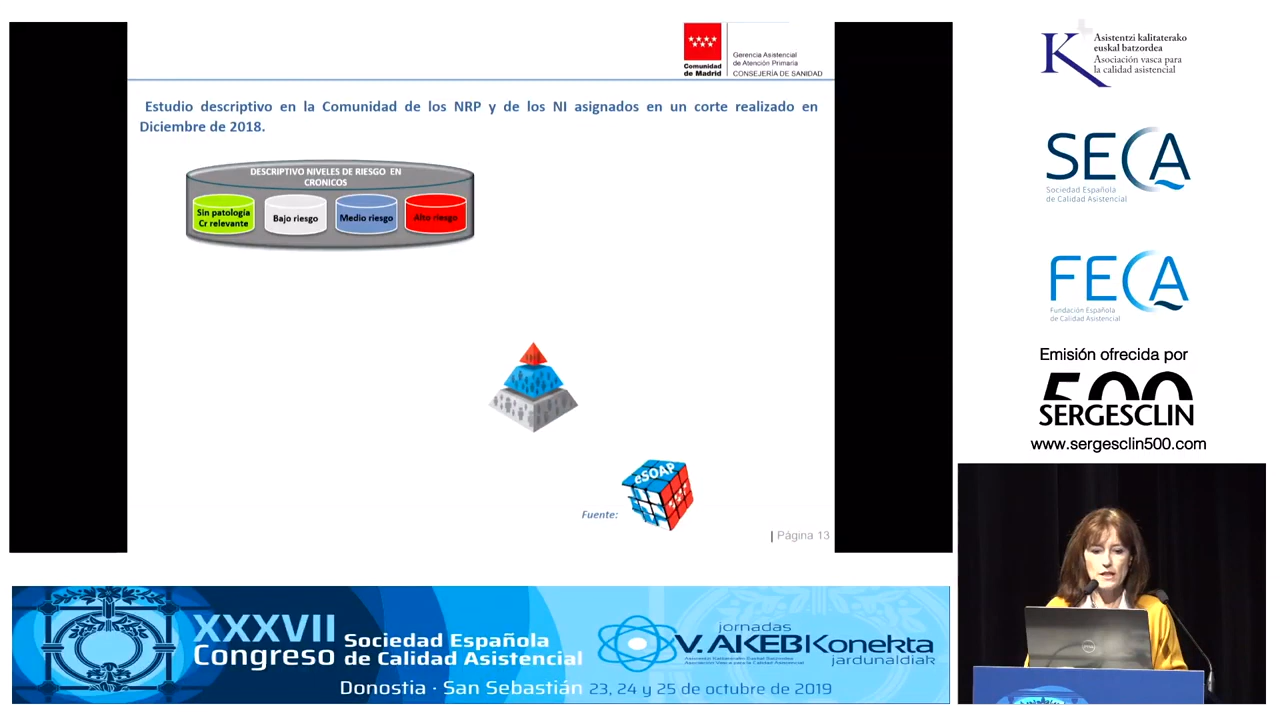 Comunidad
de Madrid
Gerencia Asistencial
de Atención Primaria
CONSEJERÍA DE SANIDAD
Estudio descriptivo en la Comunidad de los NRP y de los NI asignados en un corte realizado en
Diciembre de 2018.
DESCRIPTIVO NIVELES DE RIESGO EN
CRONICOS
Sin patología
Cr relevante
Bajo riesgo
Medio riesgo
Alto riesgo
eSOAP
Fuente:
| Página 13
K
Asistentzi kalitaterako
euskal batzordea
Asociación vasca para
la calidad asistencial
SECA
Sociedad Española
de Calidad Asistencial
FECA
Fundación Española
de Calidad Asistencial
Emisión ofrecida por
500
SERGESCLIN
www.sergesclin500.com
XXXVII
Congreso
Sociedad Española
de Calidad Asistencial
Donostia · San Sebastián 23, 24 y 25 de octubre de 2019
jornadas
V.AKEBKonekta
jardunaldiak
DELL